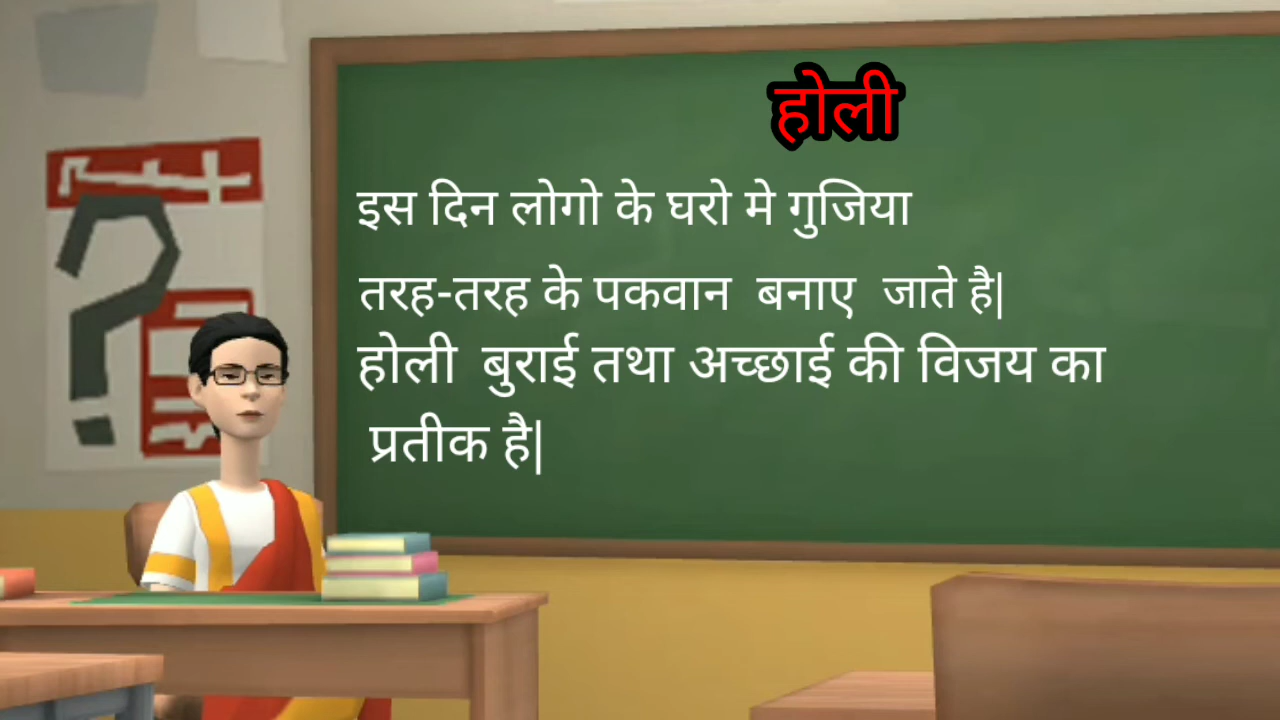 होली
इस दिन लोगो के घरो मे गुजिया
तरह-तरह के पकवान बनाए जाते है|
होली बुराई तथा अच्छाई की विजय का
प्रतीक है|